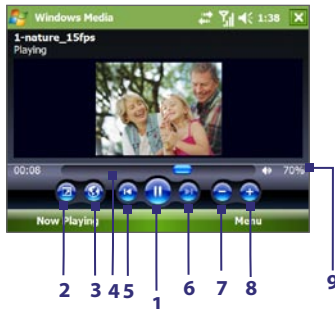 Windows Media 1:38
1-nature_15fps
Playing
00:08 70%
Now Playing Menu
2 3 4 5 1 6 7 8 9